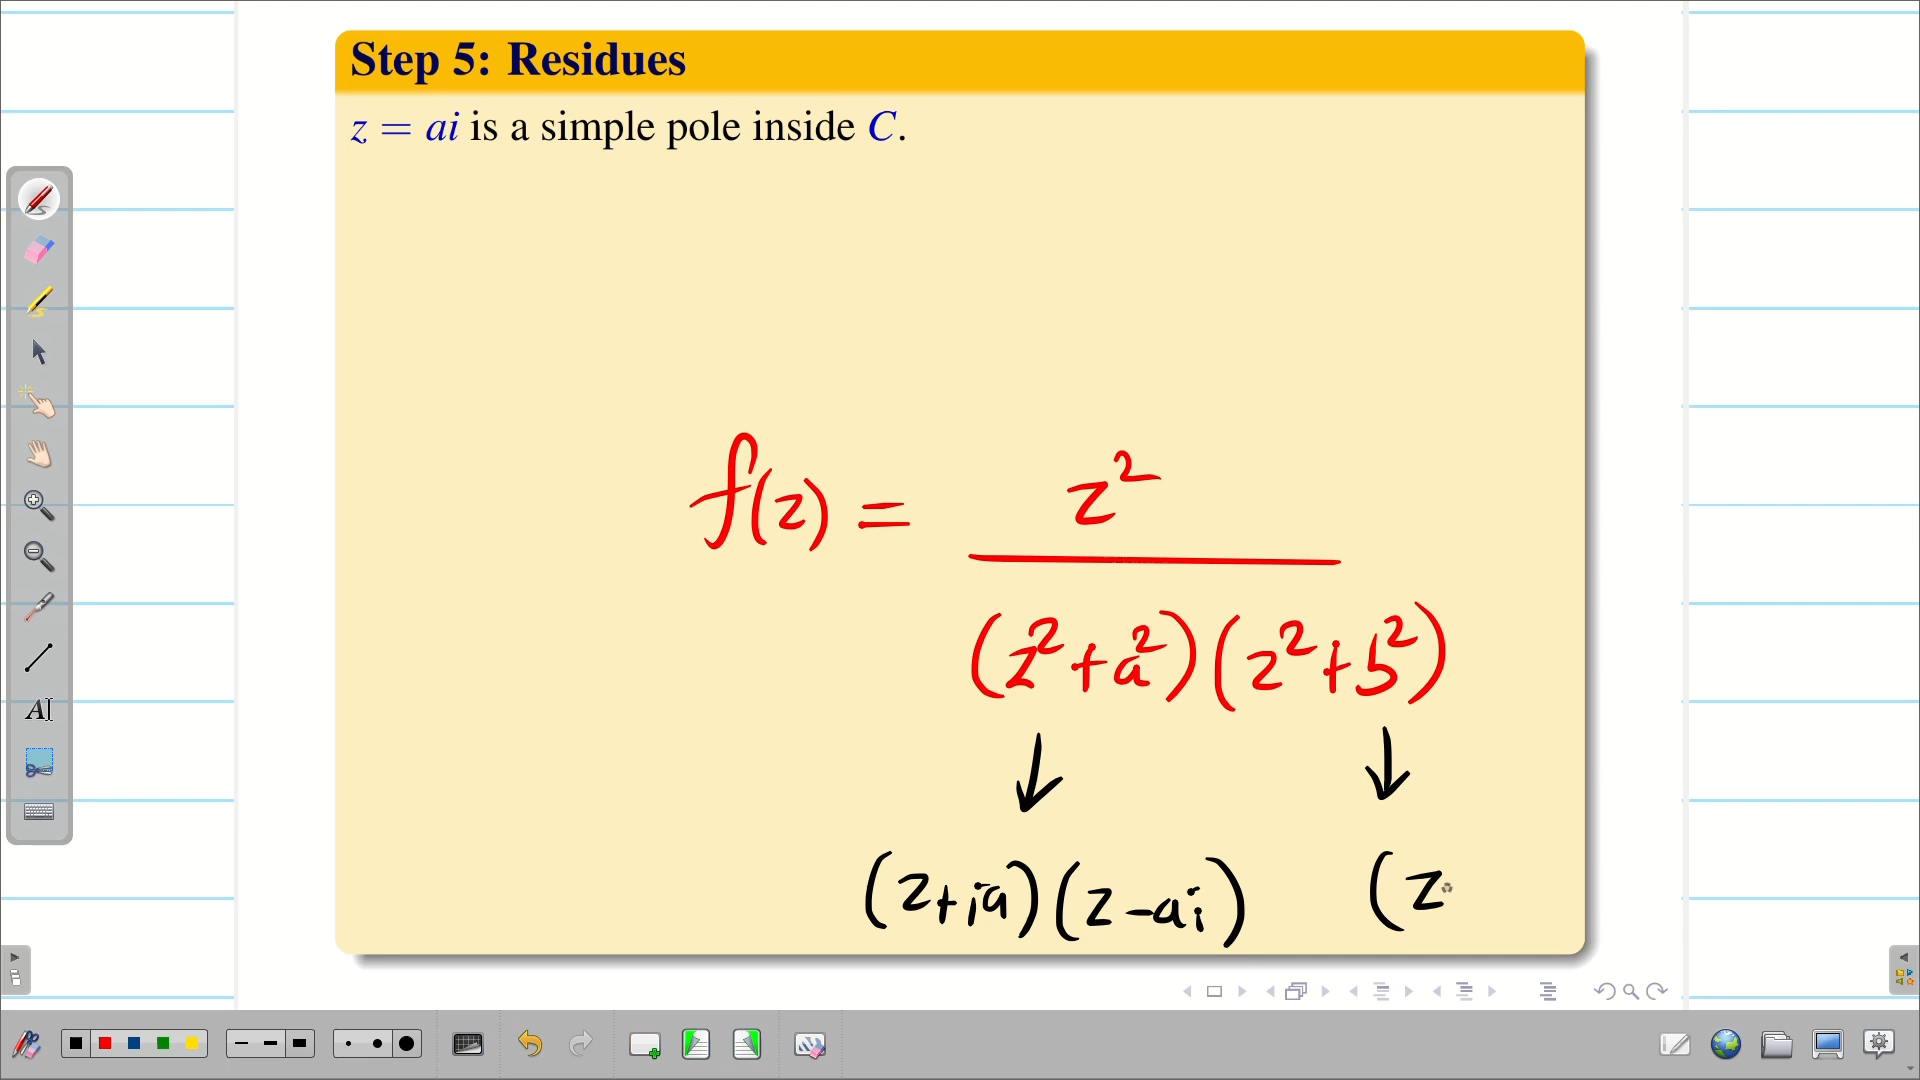 Step 5: Residues
z = ai is a simple pole inside C.
f(z) = z²
(z²+a²)(z²+b²)
↓ ↓
(z+ia)(z-ai) (z
A